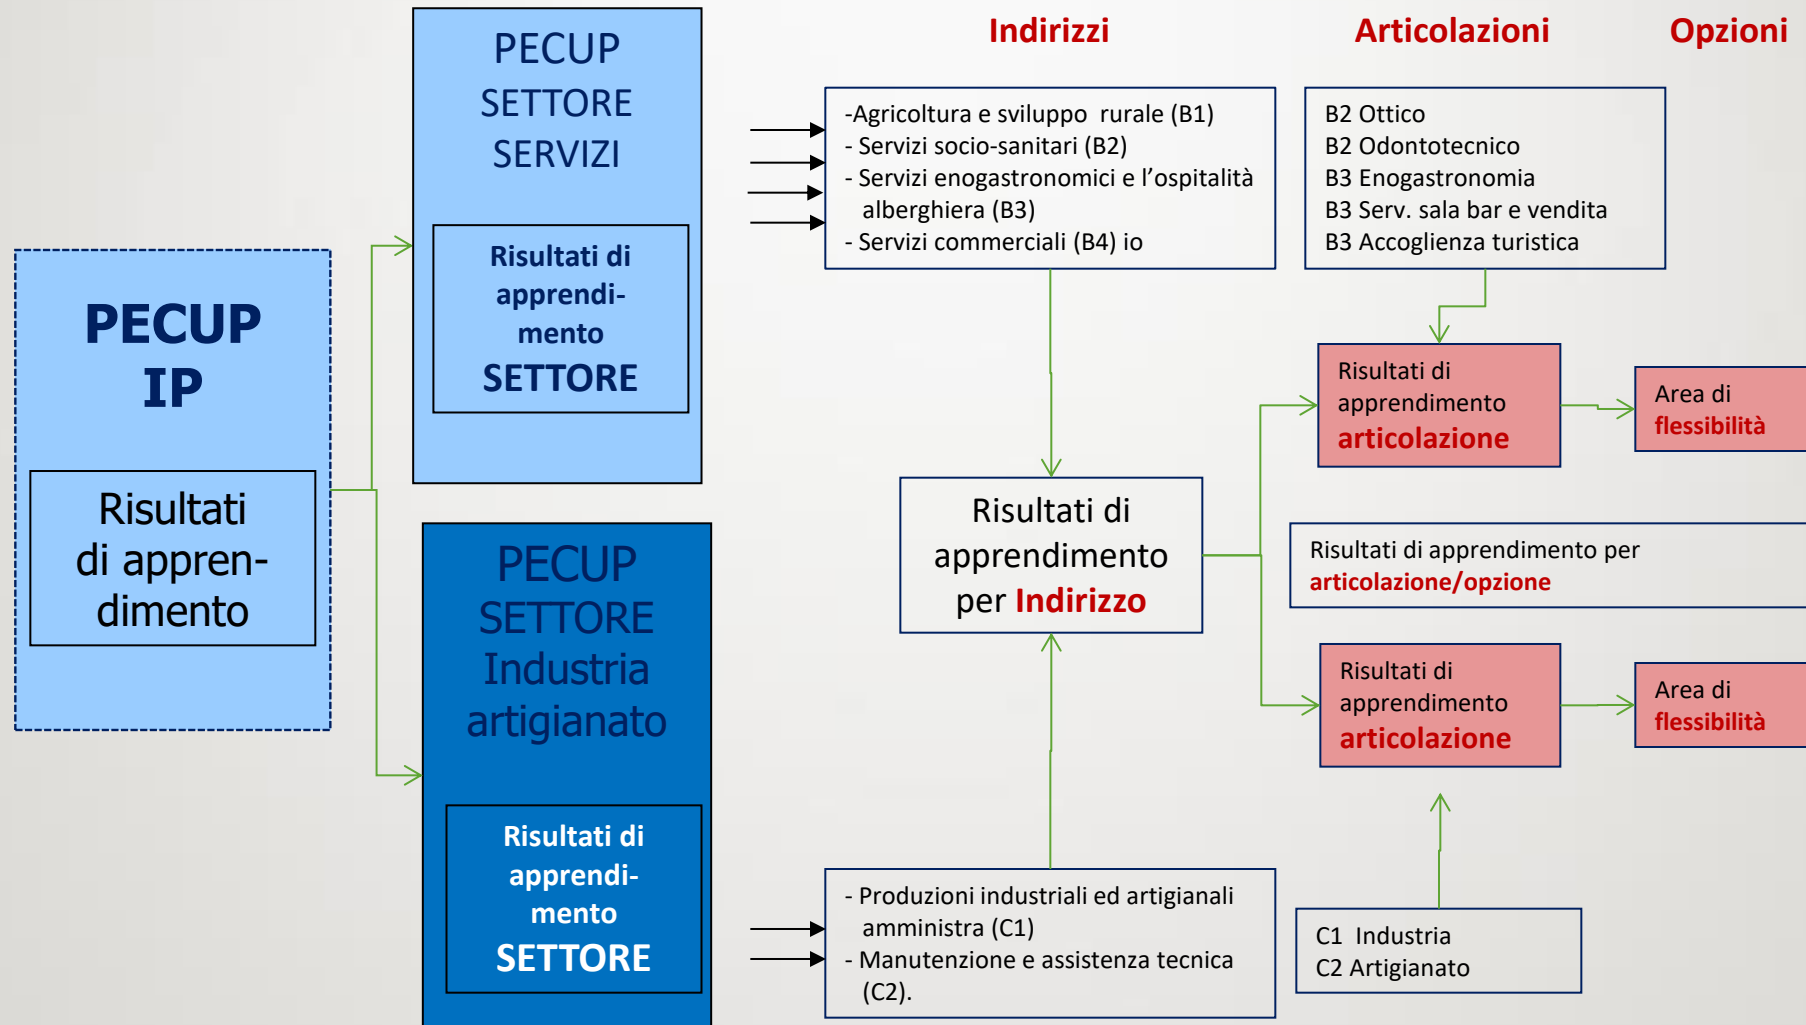 PECUP
IP
Risultati
di appren-
dimento
PECUP
SETTORE
SERVIZI
Risultati di
apprendi-
mento
SETTORE
PECUP
SETTORE
Industria
artigianato
Risultati di
apprendi-
mento
SETTORE
Indirizzi
-Agricoltura e sviluppo rurale (B1)
- Servizi socio-sanitari (B2)
- Servizi enogastronomici e l'ospitalità
alberghiera (B3)
- Servizi commerciali (B4) io
Risultati di
apprendimento
per Indirizzo
- Produzioni industriali ed artigianali
amministra (C1)
- Manutenzione e assistenza tecnica
(C2).
Articolazioni
B2 Ottico
B2 Odontotecnico
B3 Enogastronomia
B3 Serv. sala bar e vendita
B3 Accoglienza turistica
Risultati di
apprendimento
articolazione
Risultati di apprendimento per
articolazione/opzione
Risultati di
apprendimento
articolazione
C1 Industria
C2 Artigianato
Opzioni
Area di
flessibilità
Area di
flessibilità